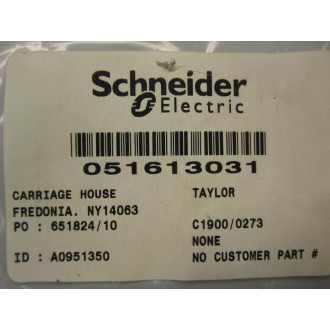 Schneider
Electric
051613031
CARRIAGE HOUSE TAYLOR
FREDONIA. NY14063
PO : 651824/10 C1900/0273
NONE
ID : A0951350 NO CUSTOMER PART #